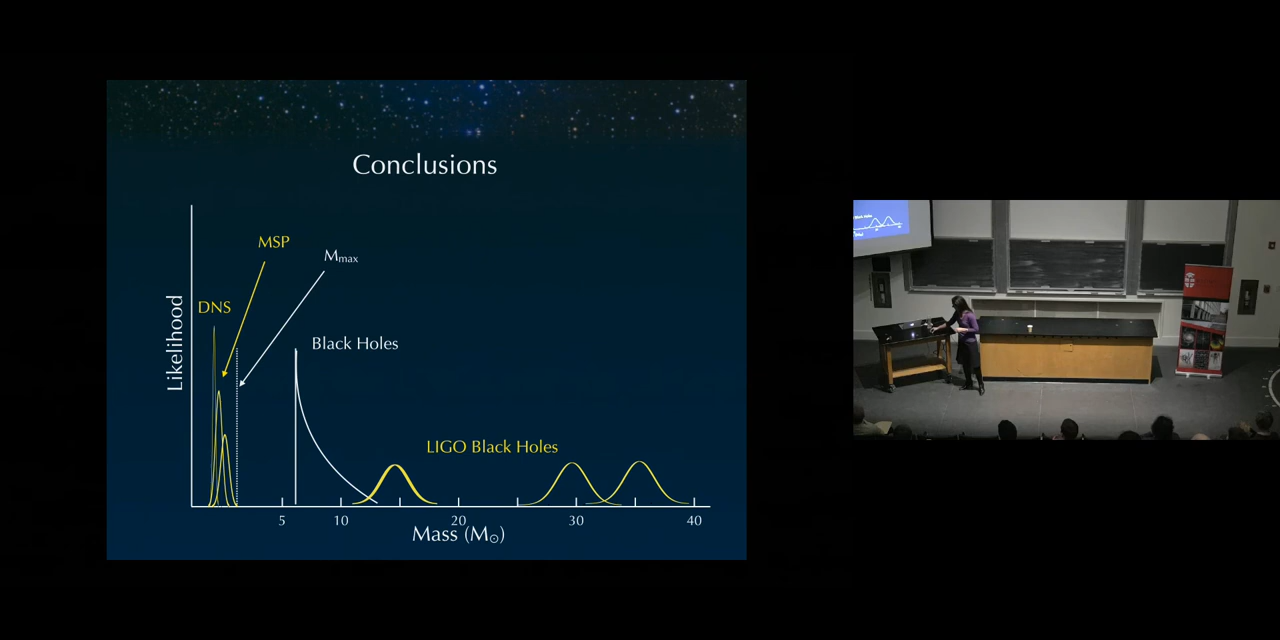 Conclusions
MSP
Mmax
DNS
Black Holes
Likelihood
LIGO Black Holes
5 10 20 30 40
Mass (M☉)